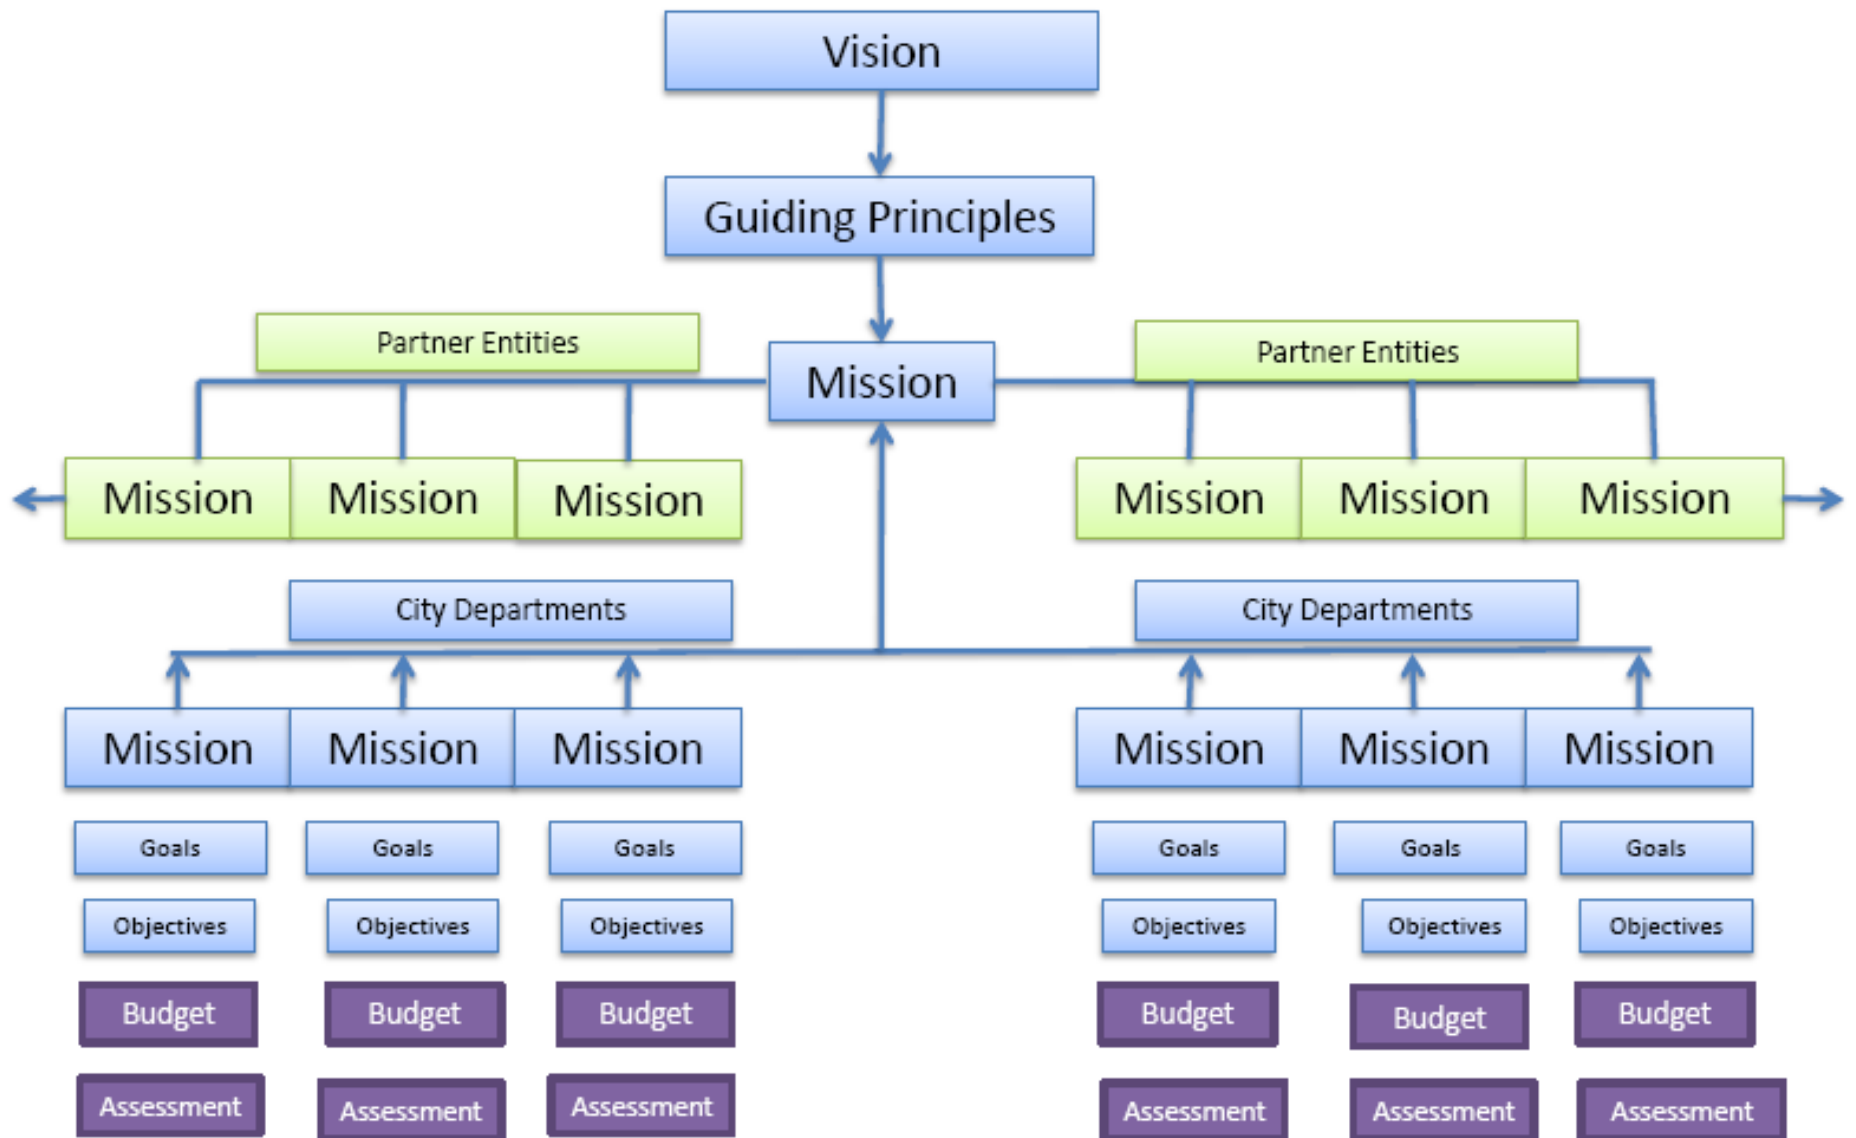 Vision
Guiding Principles
Partner Entities
Mission
Partner Entities
Mission Mission Mission Mission Mission Mission
City Departments City Departments
Mission Mission Mission Mission Mission Mission
Goals Goals Goals Goals Goals Goals
Objectives Objectives Objectives Objectives Objectives Objectives
Budget Budget Budget Budget Budget Budget
Assessment Assessment Assessment Assessment Assessment Assessment